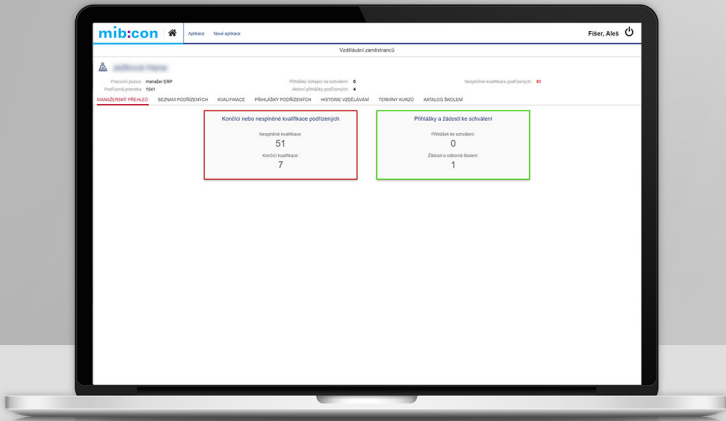 mib:con Aplikace Nové aplikace Fišer, Aleš
Vzdělávání zaměstnanců
Pracovní pozice manažer ERP Přihlášky čekající na schválení 0 Nesplněné kvalifikace podřízených 51
Podřízená jednotka 1541 Aktivní přihlášky podřízených 4
MANAŽERSKÝ PŘEHLED SEZNAM PODŘÍZENÝCH KVALIFIKACE PŘIHLÁŠKY PODŘÍZENÝCH HISTORIE VZDĚLÁVÁNÍ TERMÍNY KURZŮ KATALOG ŠKOLENÍ
Končící nebo nesplněné kvalifikace podřízených Přihlášky a žádosti ke schválení
Nesplněné kvalifikace Přihlášek ke schválení
51 0
Končící kvalifikace Žádosti o odborná školení
7 1